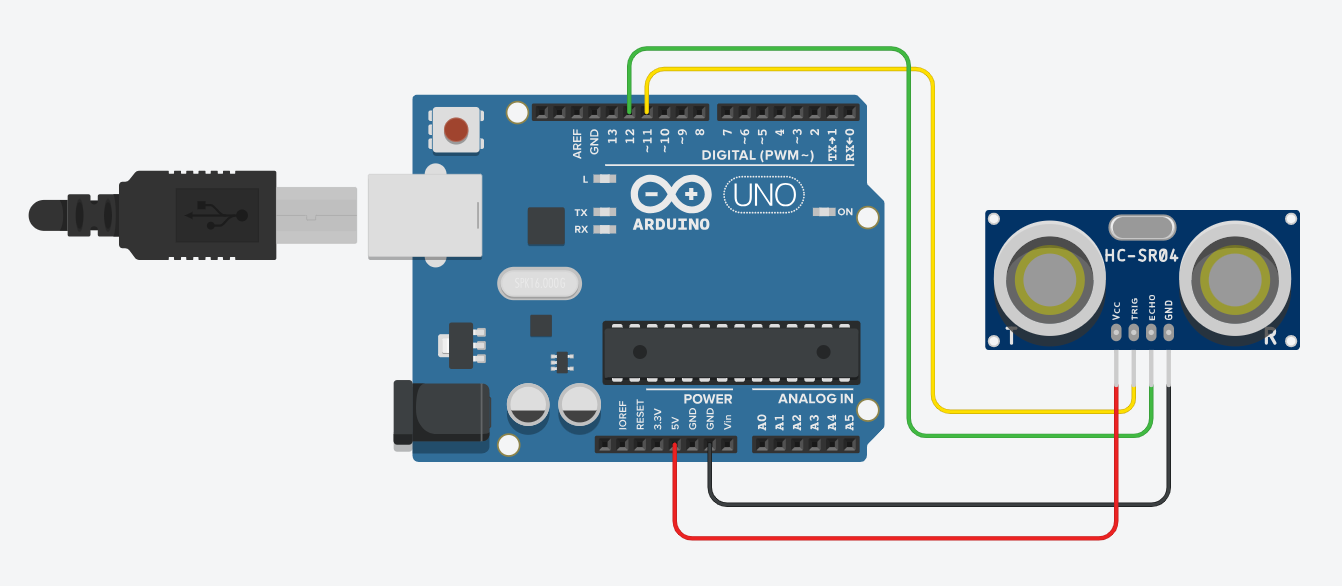 AREF
GND
13
12
~11
~10
~9
8
7
~6
~5
4
~3
2
TX→1
RX←0
DIGITAL (PWM~)
L
TX
RX
UNO
ARDUINO
ON
SPK16.000G
HC-SR04
VCC
TRIG
ECHO
GND
T
R
POWER
ANALOG IN
IOREF
RESET
3.3V
5V
GND
GND
Vin
A0
A1
A2
A3
A4
A5